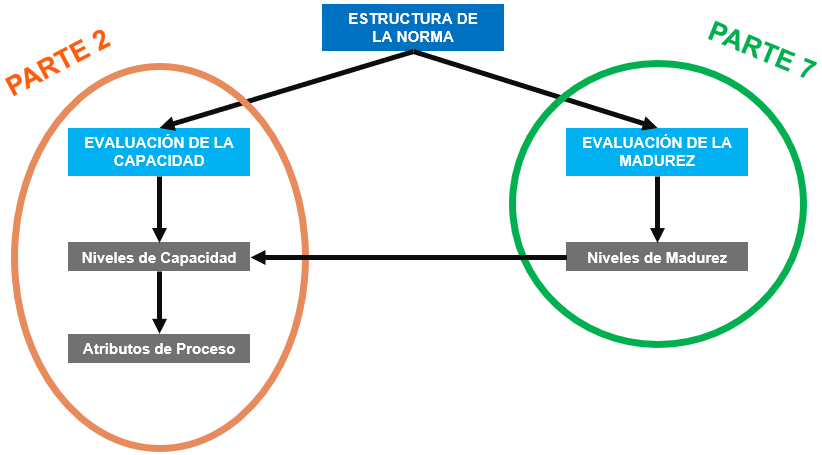 ESTRUCTURA DE
LA NORMA
PARTE 2
PARTE 7
EVALUACIÓN DE LA
CAPACIDAD
EVALUACIÓN DE LA
MADUREZ
Niveles de Capacidad
Niveles de Madurez
Atributos de Proceso